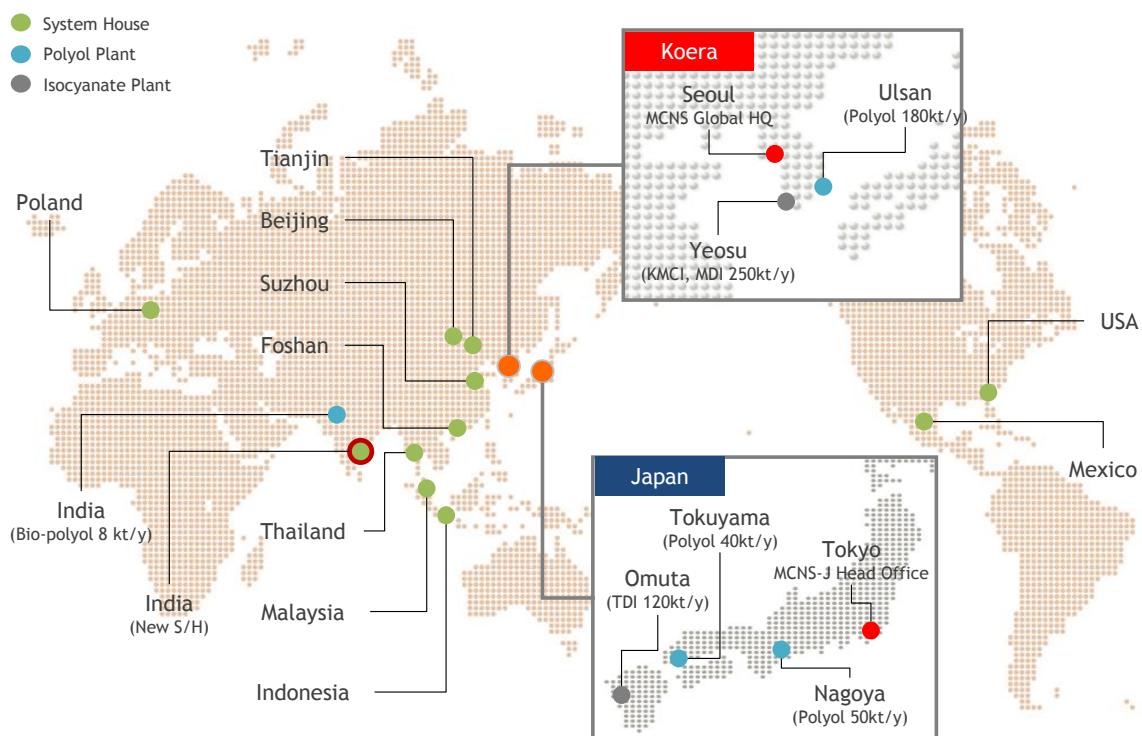 System House
Polyol Plant
Isocyanate Plant
Koera
Seoul
MCNS Global HQ
Ulsan
(Polyol 180kt/y)
Yeosu
(KMCI, MDI 250kt/y)
Tianjin
Poland
Beijing
Suzhou
Foshan
USA
Mexico
India
(Bio-polyol 8 kt/y)
Thailand
India
(New S/H)
Malaysia
Indonesia
Japan
Tokuyama
(Polyol 40kt/y)
Tokyo
MCNS-J Head Office
Omuta
(TDI 120kt/y)
Nagoya
(Polyol 50kt/y)